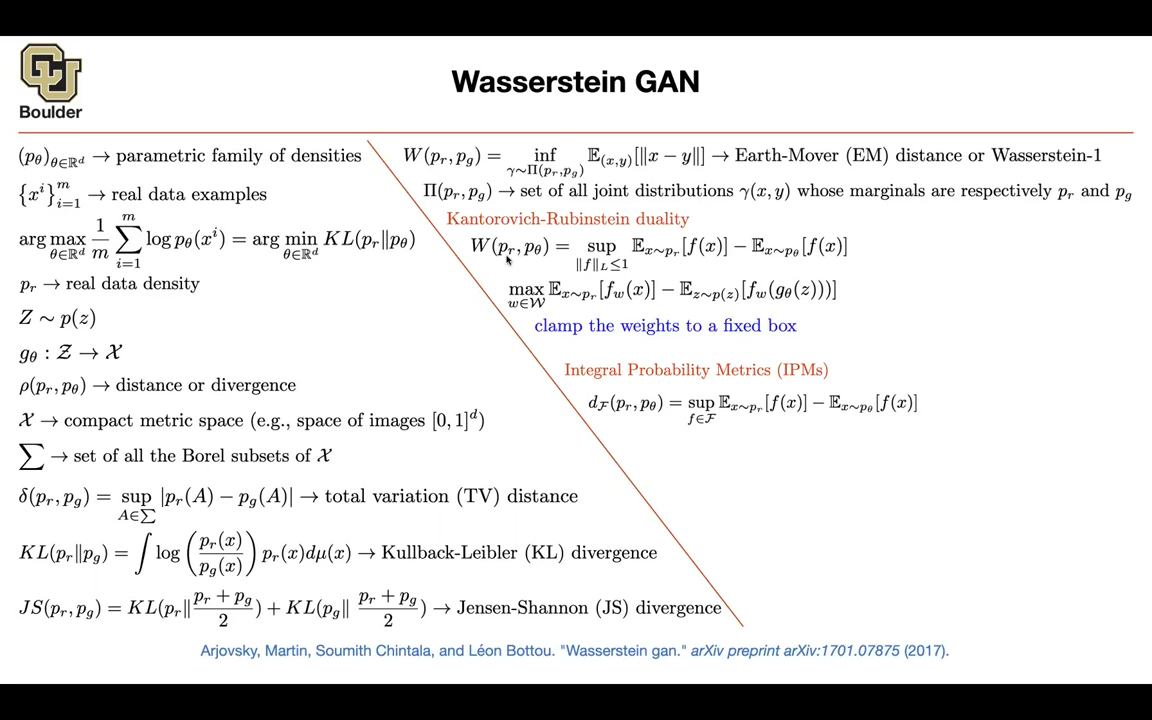 Boulder
Wasserstein GAN
(p_θ)_{θ∈ℝ^d} → parametric family of densities
{x^i}_{i=1}^m → real data examples
arg max_{θ∈ℝ^d} 1/m ∑_{i=1}^m log p_θ(x^i) = arg min_{θ∈ℝ^d} KL(p_r‖p_θ)
p_r → real data density
Z ∼ p(z)
g_θ : 𝒵 → 𝒳
ρ(p_r, p_θ) → distance or divergence
𝒳 → compact metric space (e.g., space of images [0, 1]^d)
∑ → set of all the Borel subsets of 𝒳
δ(p_r, p_g) = sup_{A∈∑} |p_r(A) − p_g(A)| → total variation (TV) distance
KL(p_r‖p_g) = ∫ log (p_r(x)/p_g(x)) p_r(x)dμ(x) → Kullback-Leibler (KL) divergence
JS(p_r, p_g) = KL(p_r‖ (p_r + p_g)/2) + KL(p_g‖ (p_r + p_g)/2) → Jensen-Shannon (JS) divergence
W(p_r, p_g) = inf_{γ∼Π(p_r,p_g)} 𝔼_{(x,y)}[‖x − y‖] → Earth-Mover (EM) distance or Wasserstein-1
Π(p_r, p_g) → set of all joint distributions γ(x, y) whose marginals are respectively p_r and p_g
Kantorovich-Rubinstein duality
W(p_r, p_θ) = sup_{‖f‖_L≤1} 𝔼_{x∼p_r}[f(x)] − 𝔼_{x∼p_θ}[f(x)]
max_{w∈𝒲} 𝔼_{x∼p_r}[f_w(x)] − 𝔼_{z∼p(z)}[f_w(g_θ(z)))]
clamp the weights to a fixed box
Integral Probability Metrics (IPMs)
d_ℱ(p_r, p_θ) = sup_{f∈ℱ} 𝔼_{x∼p_r}[f(x)] − 𝔼_{x∼p_θ}[f(x)]
Arjovsky, Martin, Soumith Chintala, and Léon Bottou. "Wasserstein gan." arXiv preprint arXiv:1701.07875 (2017).